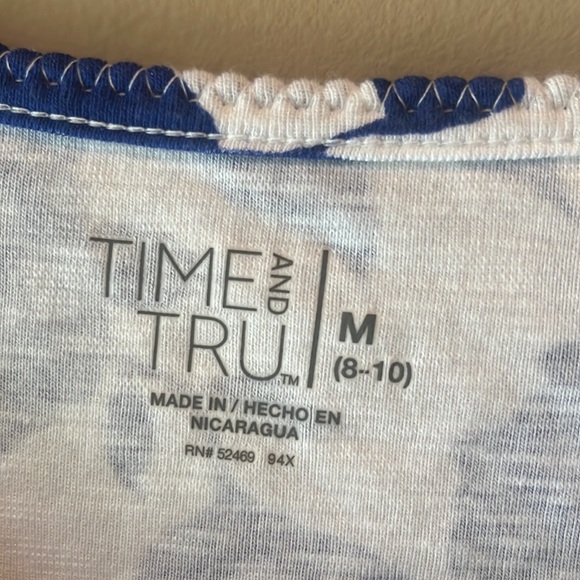 TIME AND
TRU™
M
(8--10)
MADE IN / HECHO EN
NICARAGUA
RN# 52469 94X